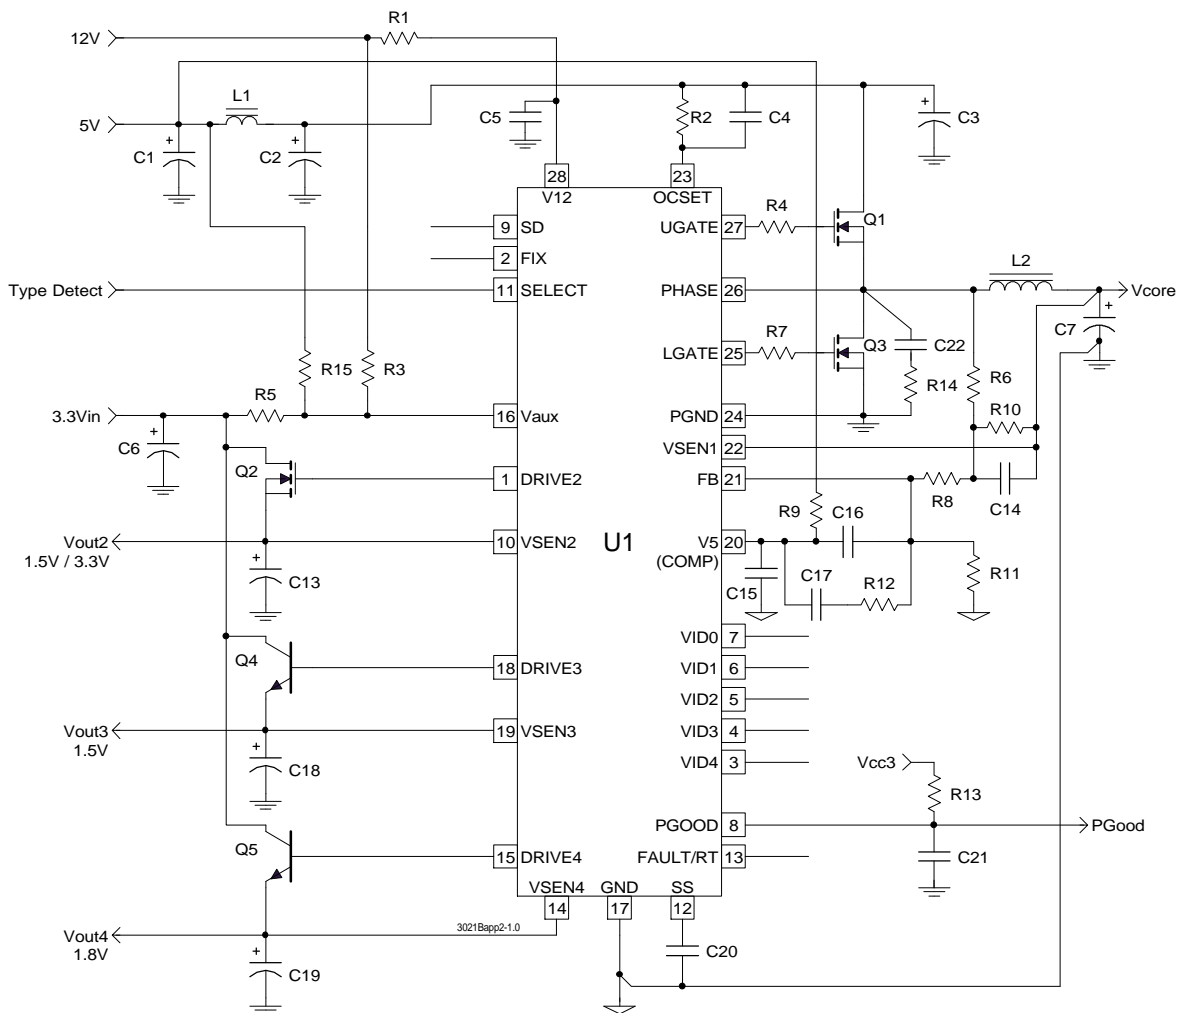 R1
12V
L1
5V
C1
C2
C5
R2
C4
C3
28
V12
23
OCSET
9 SD
2 FIX
Type Detect
11 SELECT
UGATE 27
R4
Q1
PHASE 26
L2
Vcore
C7
LGATE 25
R7
Q3
C22
R14
R6
R10
R15
R3
R5
3.3Vin
16 Vaux
PGND 24
C6
VSEN1 22
Q2
1 DRIVE2
FB 21
R8
C14
Vout2
1.5V / 3.3V
10 VSEN2
U1
V5 20
(COMP)
R9
C16
C13
C15
C17
R12
R11
VID0 7
VID1 6
VID2 5
VID3 4
VID4 3
Q4
18 DRIVE3
Vout3
1.5V
19 VSEN3
C18
Vcc3
R13
PGOOD 8
PGood
Q5
15 DRIVE4
FAULT/RT 13
C21
VSEN4
14
GND
17
SS
12
3021Bapp2-1.0
Vout4
1.8V
C19
C20